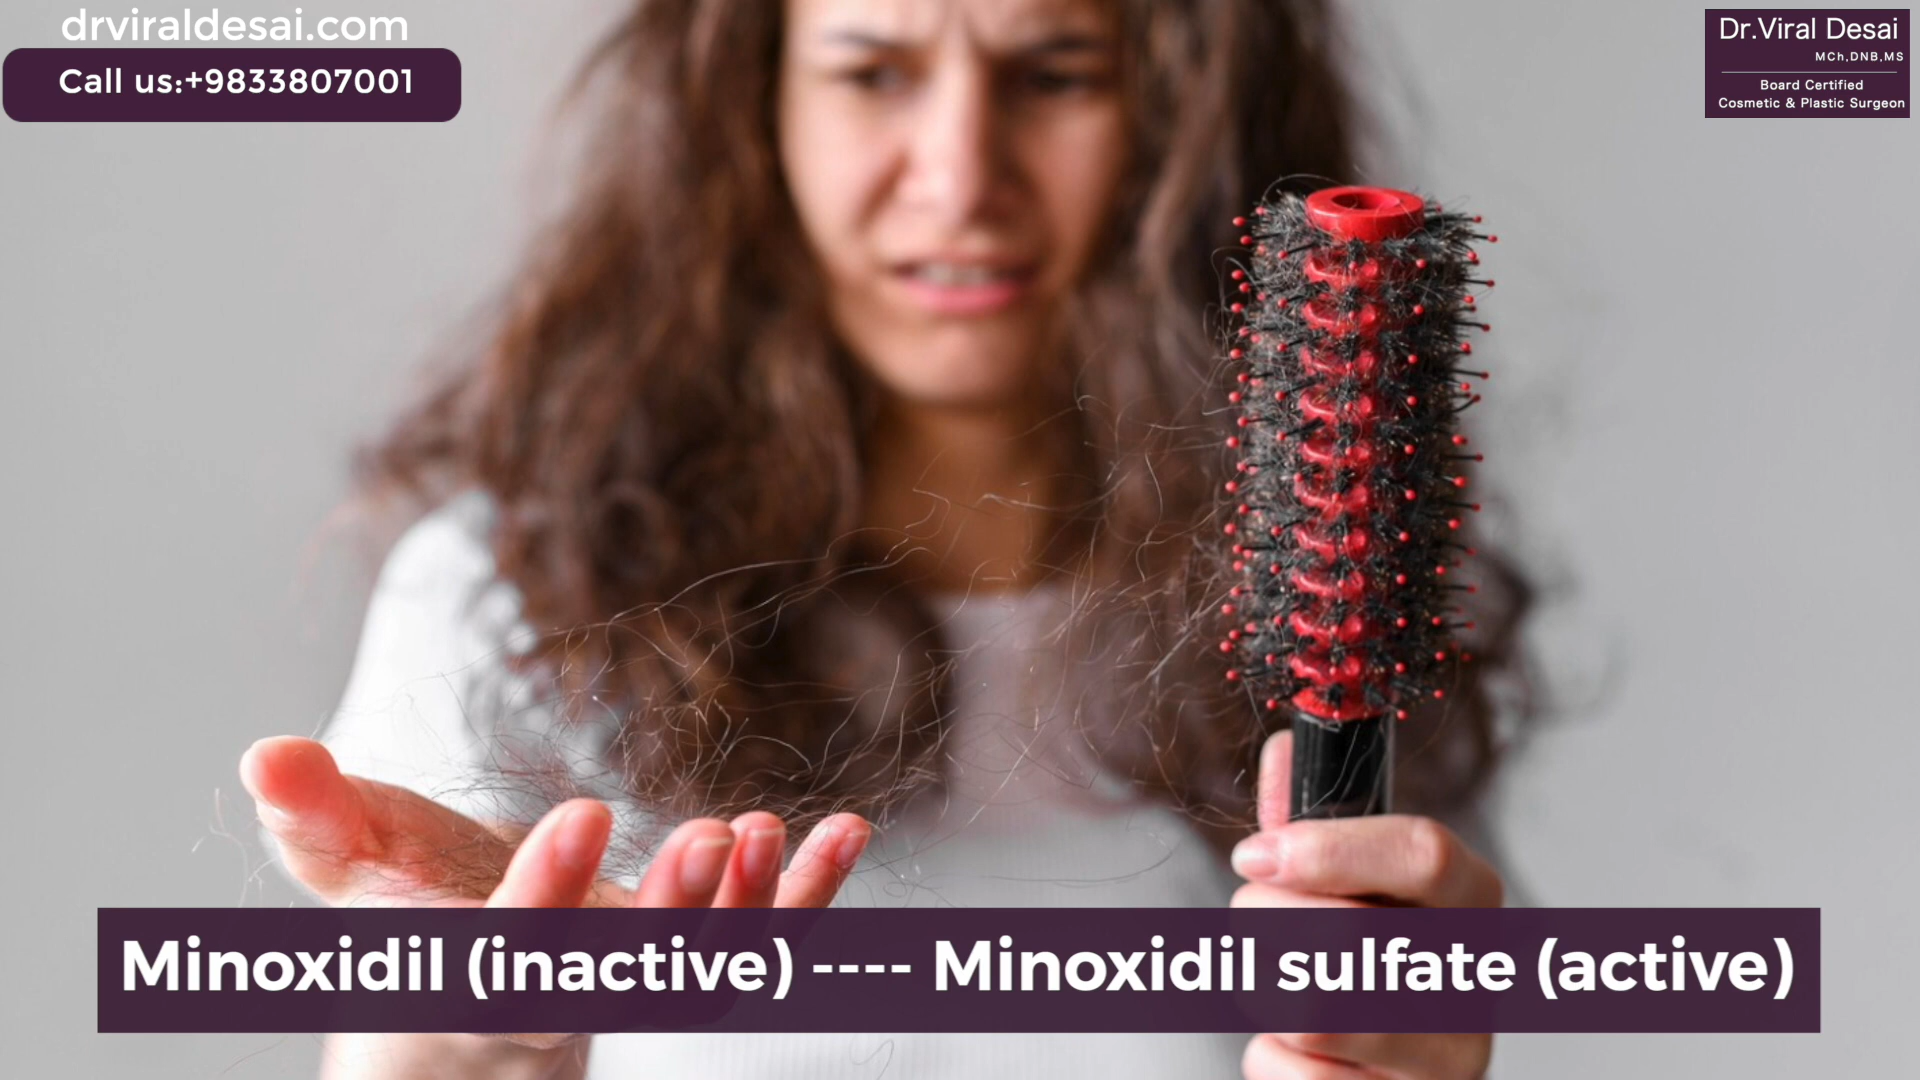 drviraldesai.com
Call us:+9833807001
Dr.Viral Desai
MCh,DNB,MS
Board Certified
Cosmetic & Plastic Surgeon
Minoxidil (inactive) ---- Minoxidil sulfate (active)